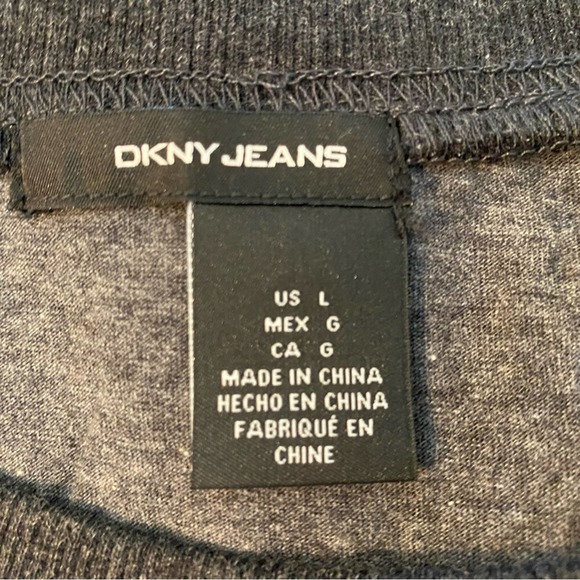 DKNY JEANS
US L
MEX G
CA G
MADE IN CHINA
HECHO EN CHINA
FABRIQUÉ EN
CHINE